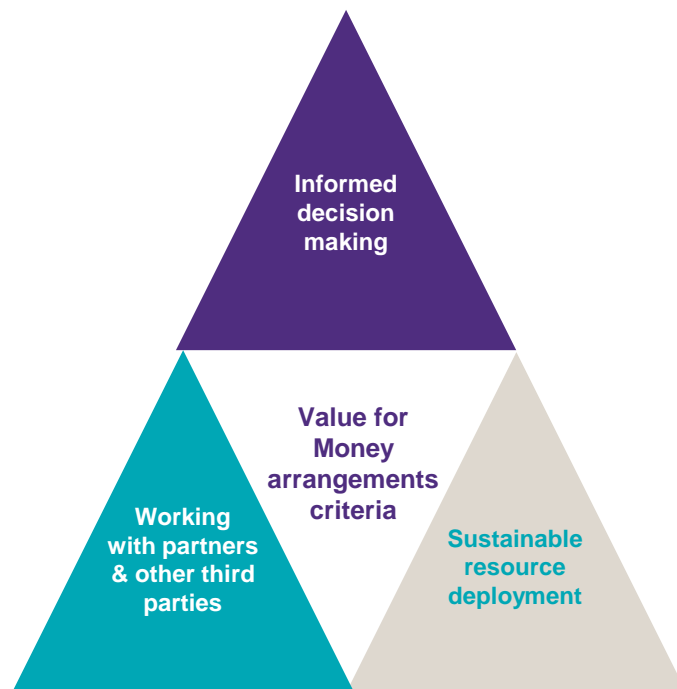 Informed
decision
making
Value for
Money
arrangements
criteria
Working
with partners
& other third
parties
Sustainable
resource
deployment